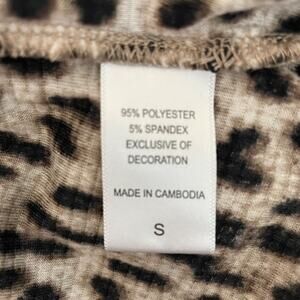 95% POLYESTER
5% SPANDEX
EXCLUSIVE OF
DECORATION
MADE IN CAMBODIA
S